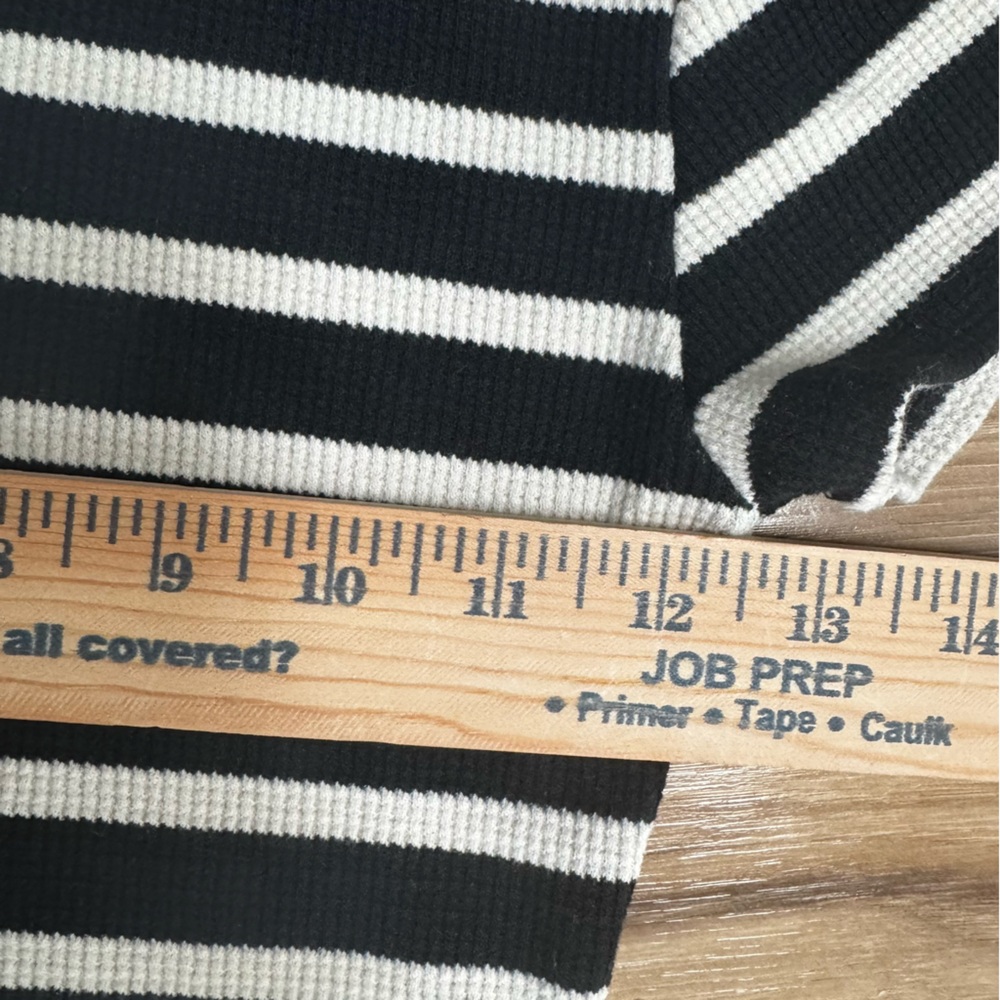 8 9 10 11 12 13 14
all covered?
JOB PREP
• Primer • Tape • Caulk